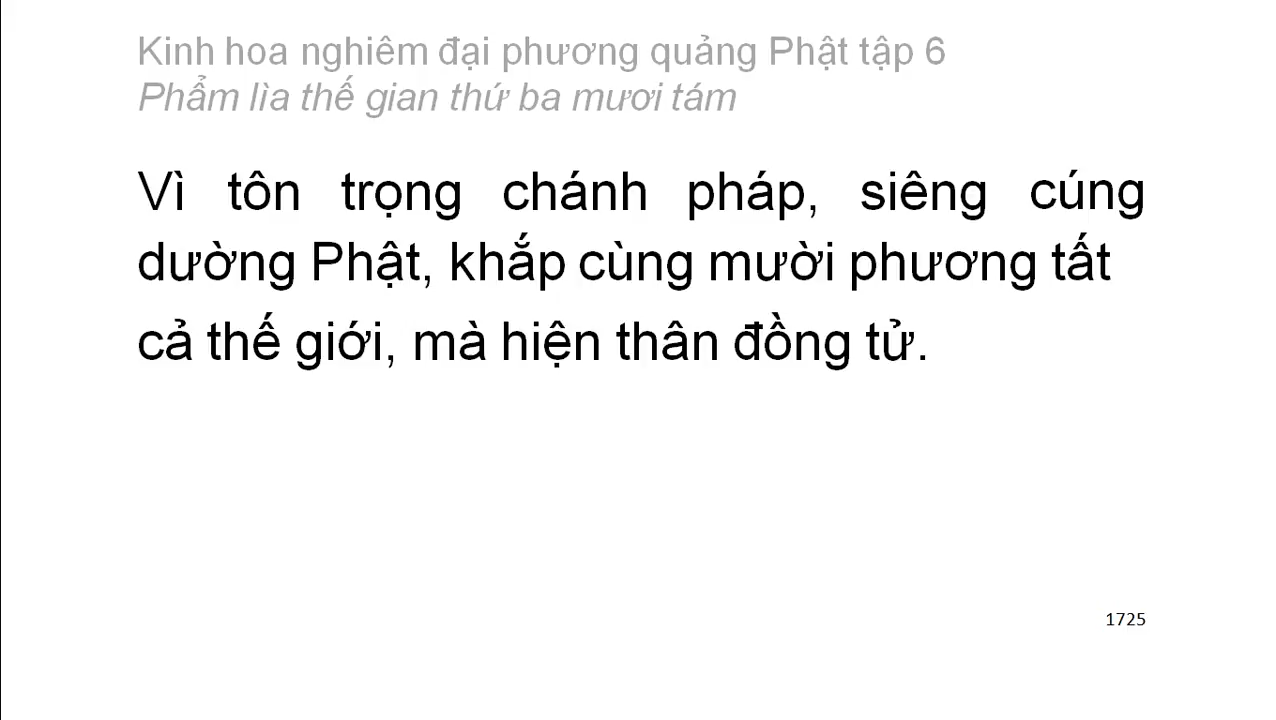 Kinh hoa nghiêm đại phương quảng Phật tập 6
Phẩm lìa thế gian thứ ba mươi tám
Vì tôn trọng chánh pháp, siêng cúng
dường Phật, khắp cùng mười phương tất
cả thế giới, mà hiện thân đồng tử.
1725